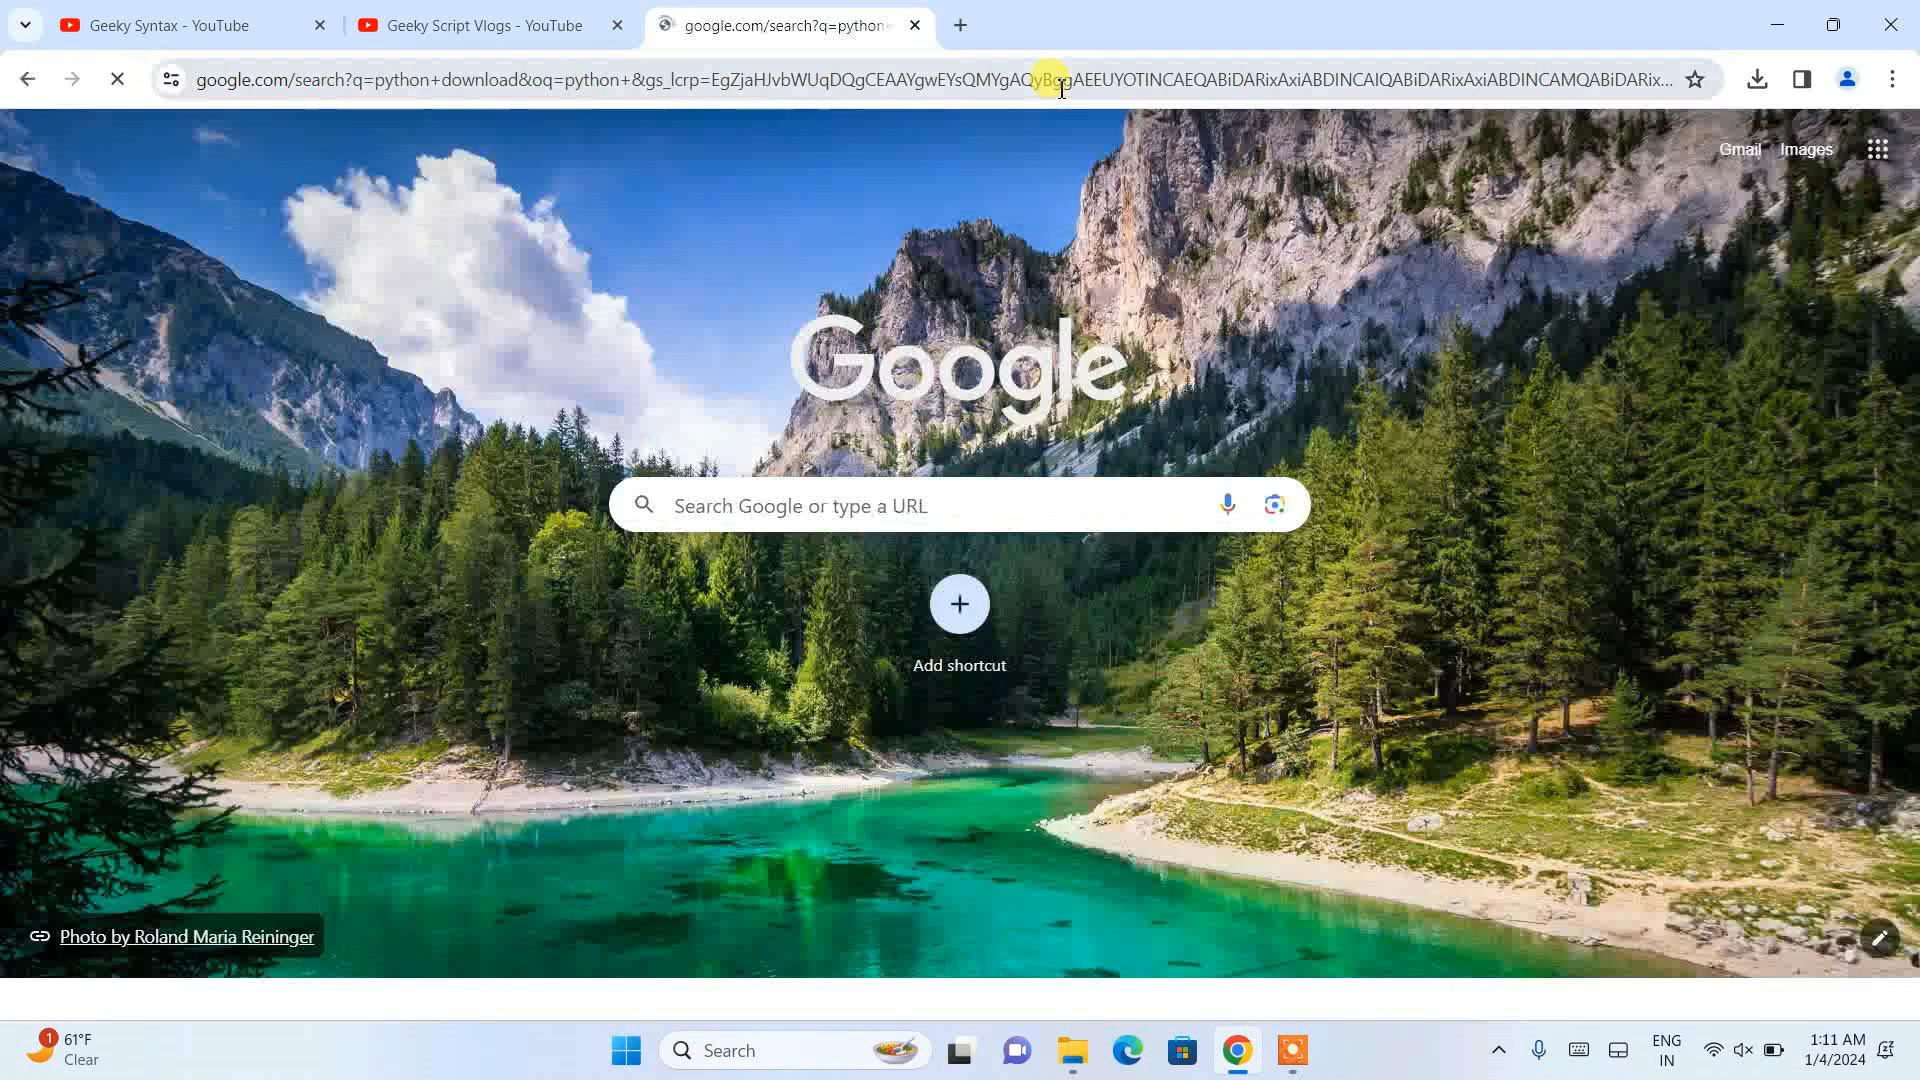 Geeky Syntax - YouTube
Geeky Script Vlogs - YouTube
google.com/search?q=python
google.com/search?q=python+download&oq=python+&gs_lcrp=EgZjaHJvbWUqDQgCEAAYgwEYsQMYgAQyBggAEEUYOTINCAEQABiDARixAxiABDINCAIQABiDARixAxiABDINCAMQABiDARix...
Gmail Images
Google
Search Google or type a URL
Add shortcut
Photo by Roland Maria Reininger
1
61°F
Clear
Search
ENG
IN
1:11 AM
1/4/2024